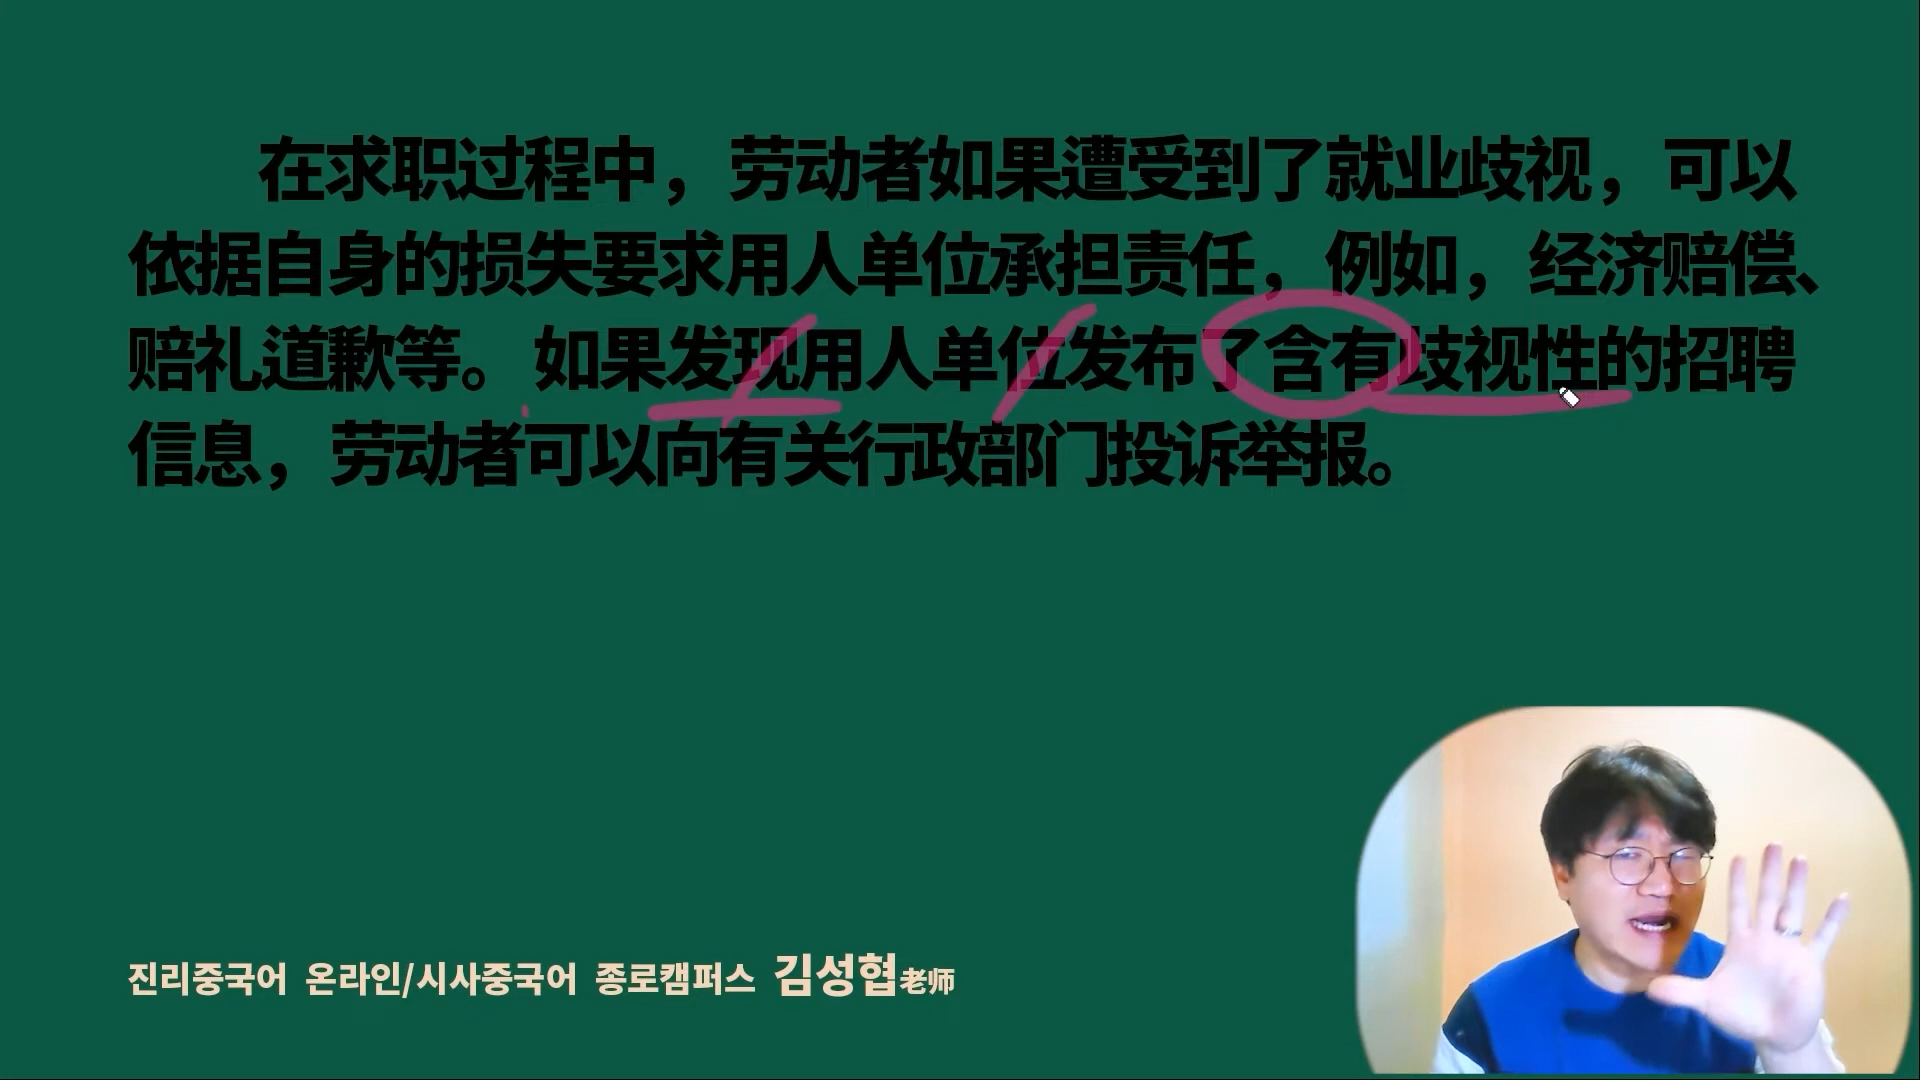 在求职过程中，劳动者如果遭受到了就业歧视，可以
依据自身的损失要求用人单位承担责任，例如，经济赔偿、
赔礼道歉等。如果发现用人单位发布了含有歧视性的招聘
信息，劳动者可以向有关行政部门投诉举报。
진리중국어 온라인/시사중국어 종로캠퍼스 김성협老师